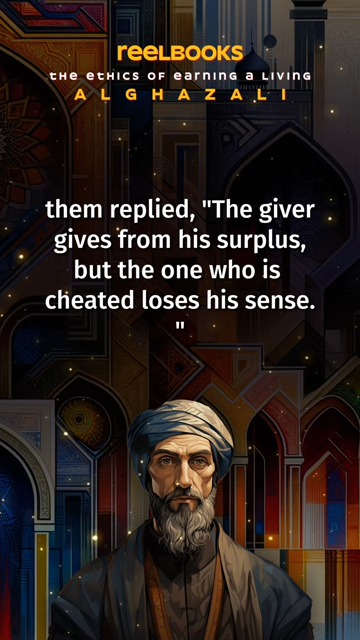 reelBOOKS
the ethics of earning a living
ALGHAZALI
them replied, "The giver
gives from his surplus,
but the one who is
cheated loses his sense.
"